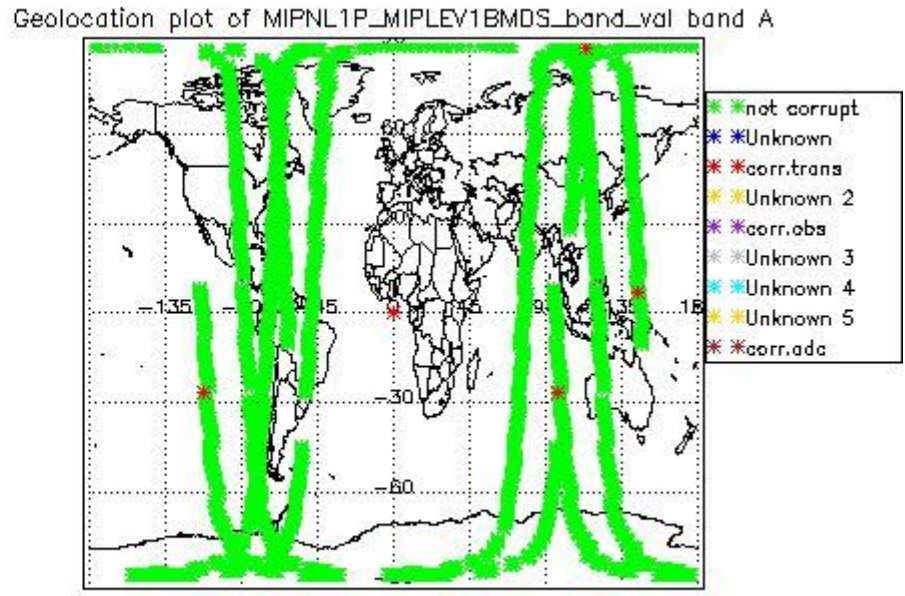 Geolocation plot of MIPNL1P_MIPLEV1BMDS_band_val band A
not corrupt
Unknown
corr.trans
Unknown 2
corr.obs
Unknown 3
Unknown 4
Unknown 5
corr.adc
-135
-30
-60